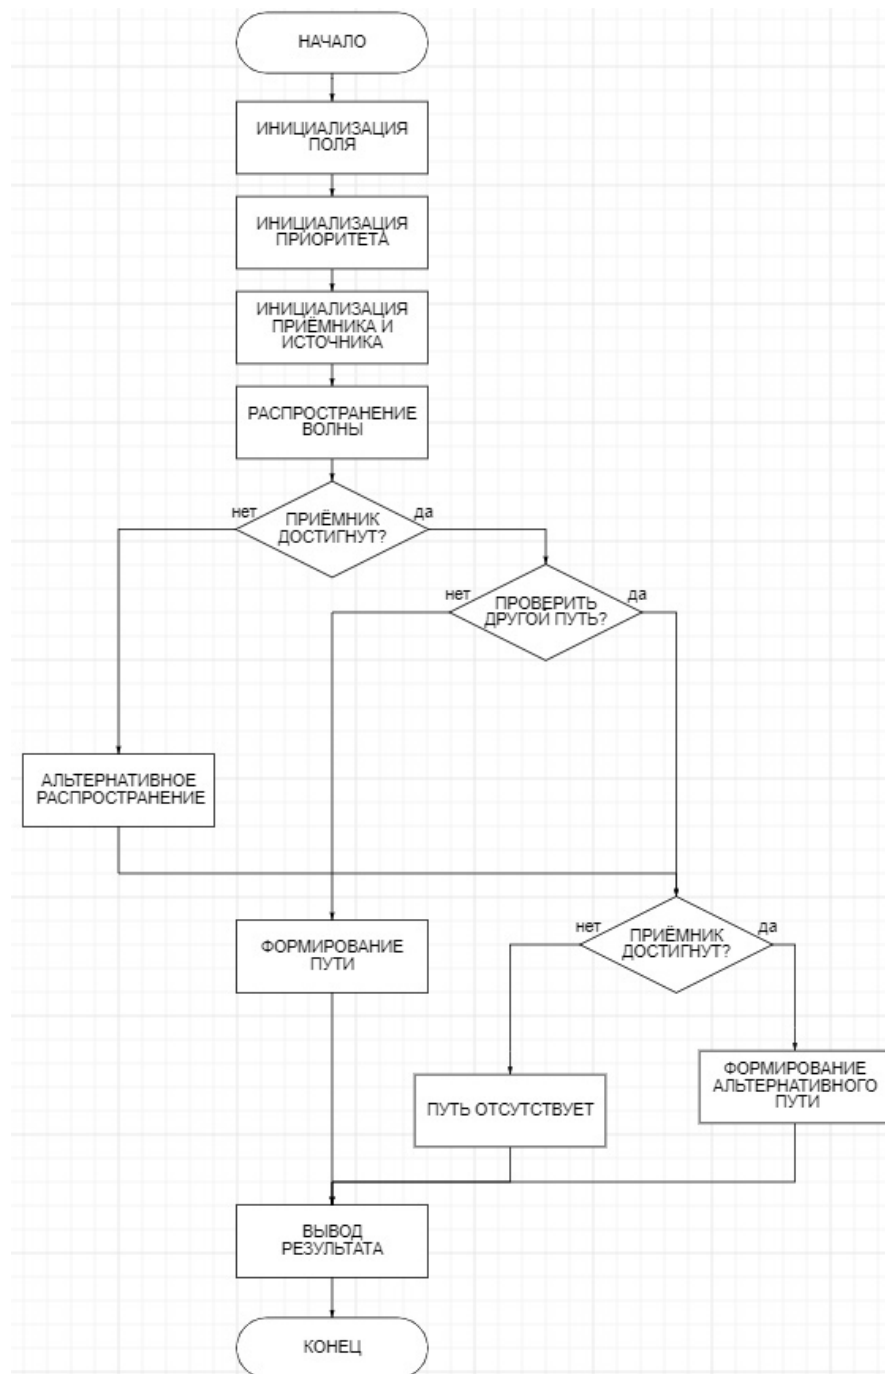 НАЧАЛО
ИНИЦИАЛИЗАЦИЯ
ПОЛЯ
ИНИЦИАЛИЗАЦИЯ
ПРИОРИТЕТА
ИНИЦИАЛИЗАЦИЯ
ПРИЁМНИКА И
ИСТОЧНИКА
РАСПРОСТРАНЕНИЕ
ВОЛНЫ
нет
ПРИЁМНИК
ДОСТИГНУТ?
да
нет
ПРОВЕРИТЬ
ДРУГОЙ ПУТЬ?
да
АЛЬТЕРНАТИВНОЕ
РАСПРОСТРАНЕНИЕ
ФОРМИРОВАНИЕ
ПУТИ
нет
ПРИЁМНИК
ДОСТИГНУТ?
да
ПУТЬ ОТСУТСТВУЕТ
ФОРМИРОВАНИЕ
АЛЬТЕРНАТИВНОГО
ПУТИ
ВЫВОД
РЕЗУЛЬТАТА
КОНЕЦ